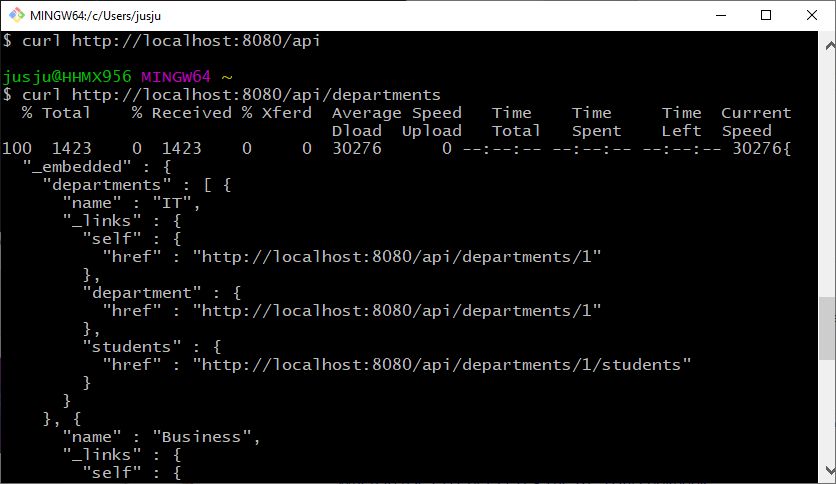 MINGW64:/c/Users/jusju
$ curl http://localhost:8080/api
jusju@HHMX956 MINGW64 ~
$ curl http://localhost:8080/api/departments
  % Total    % Received % Xferd  Average Speed   Time    Time     Time  Current
                                 Dload  Upload   Total   Spent    Left  Speed
100  1423    0  1423    0     0  30276      0 --:--:-- --:--:-- --:--:-- 30276{
  "_embedded" : {
    "departments" : [ {
      "name" : "IT",
      "_links" : {
        "self" : {
          "href" : "http://localhost:8080/api/departments/1"
        },
        "department" : {
          "href" : "http://localhost:8080/api/departments/1"
        },
        "students" : {
          "href" : "http://localhost:8080/api/departments/1/students"
        }
      }
    }, {
      "name" : "Business",
      "_links" : {
        "self" : {